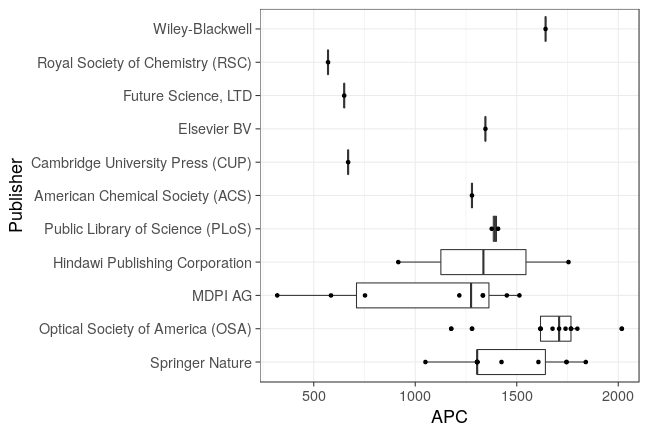 Wiley-Blackwell
Royal Society of Chemistry (RSC)
Future Science, LTD
Elsevier BV
Cambridge University Press (CUP)
American Chemical Society (ACS)
Public Library of Science (PLoS)
Hindawi Publishing Corporation
MDPI AG
Optical Society of America (OSA)
Springer Nature
Publisher
500 1000 1500 2000
APC